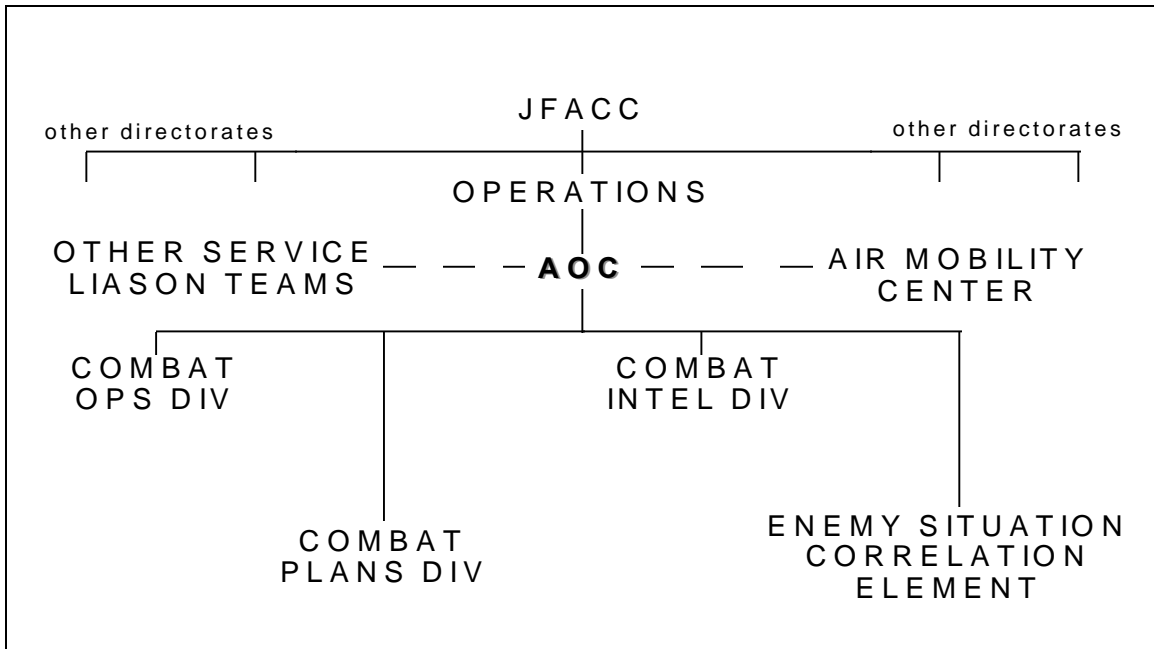 JFACC
other directorates
other directorates
OPERATIONS
OTHER SERVICE
LIASON TEAMS
AOC
AIR MOBILITY
CENTER
COMBAT
OPS DIV
COMBAT
INTEL DIV
COMBAT
PLANS DIV
ENEMY SITUATION
CORRELATION
ELEMENT